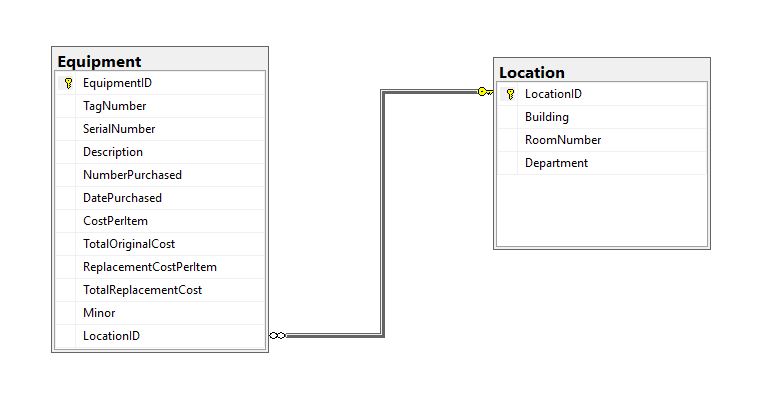 Equipment
EquipmentID
TagNumber
SerialNumber
Description
NumberPurchased
DatePurchased
CostPerItem
TotalOriginalCost
ReplacementCostPerItem
TotalReplacementCost
Minor
LocationID
Location
LocationID
Building
RoomNumber
Department